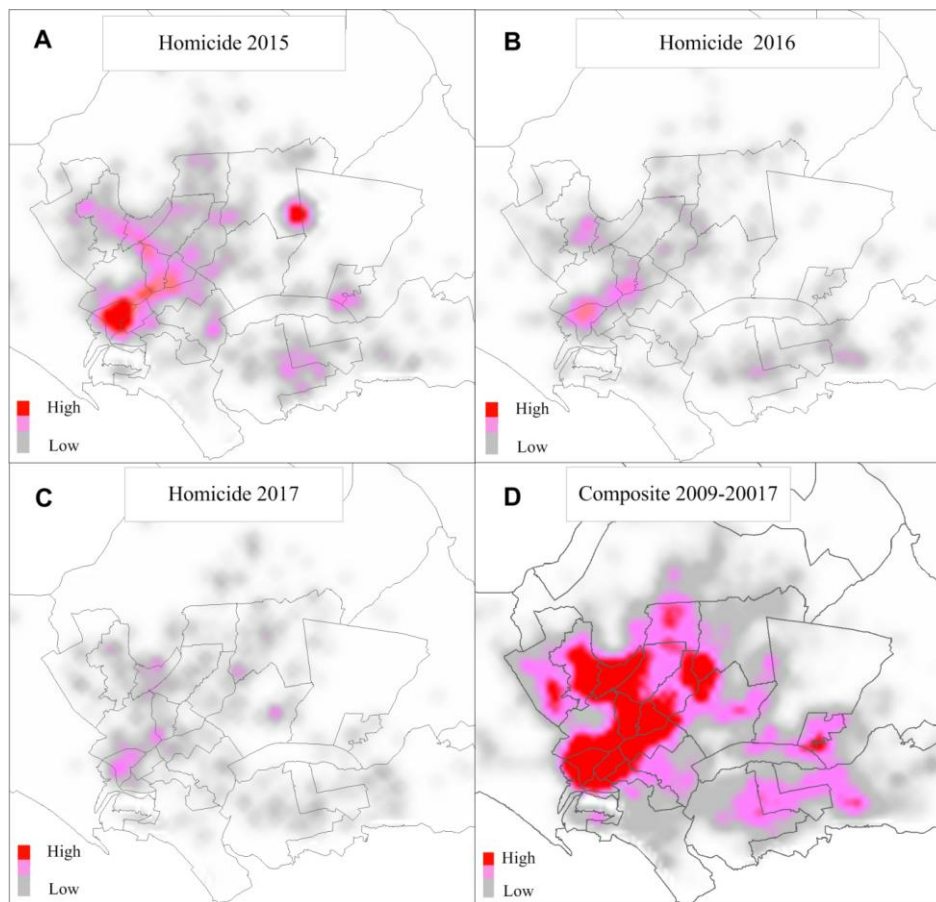 A
Homicide 2015
High
Low
B
Homicide 2016
High
Low
C
Homicide 2017
High
Low
D
Composite 2009-20017
High
Low